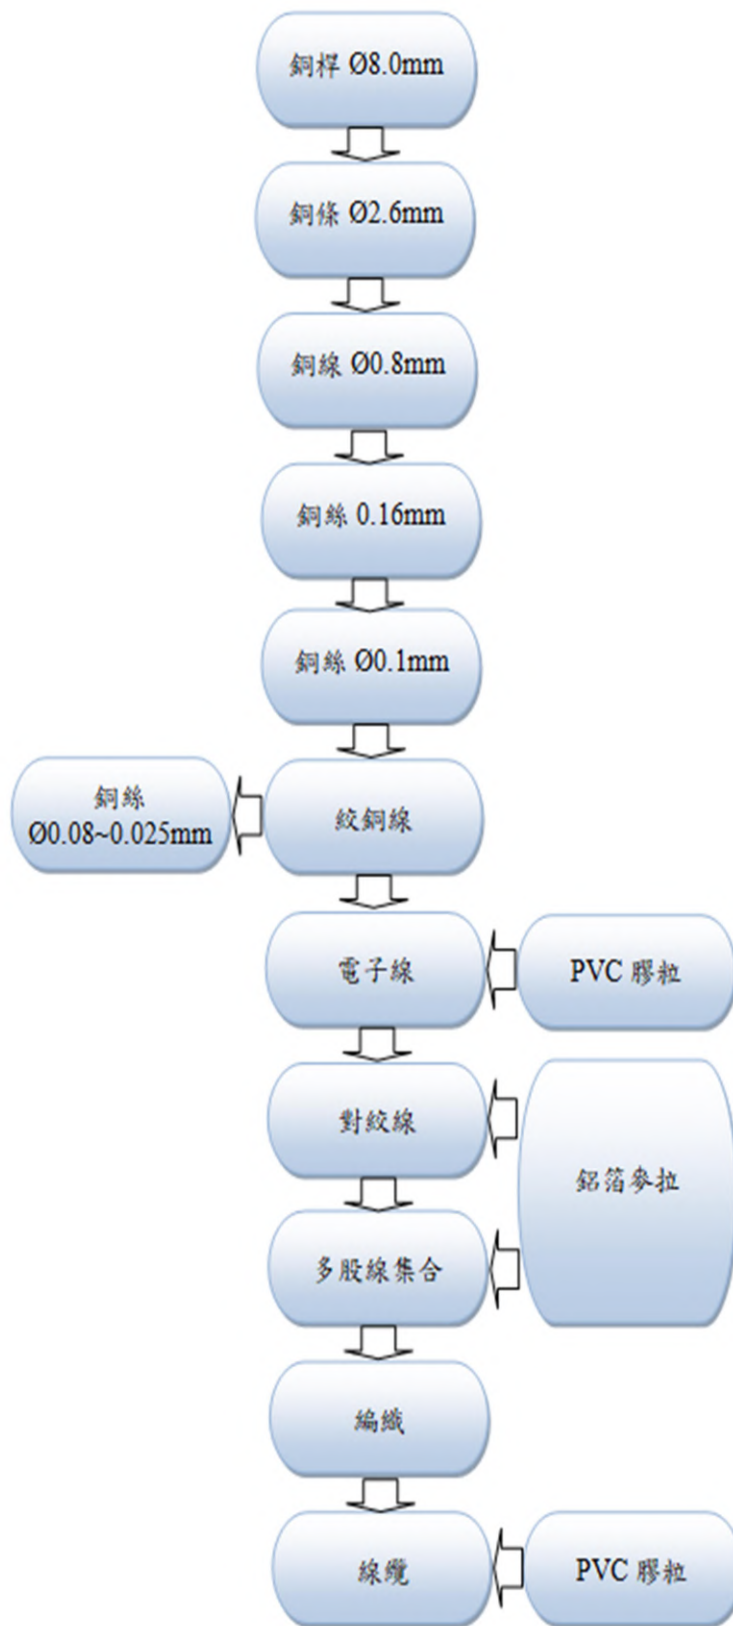 銅桿 Ø8.0mm
銅條 Ø2.6mm
銅線 Ø0.8mm
銅絲 0.16mm
銅絲 Ø0.1mm
銅絲
Ø0.08~0.025mm
絞銅線
電子線
PVC 膠粒
對絞線
鋁箔麥拉
多股線集合
編織
線纜
PVC 膠粒